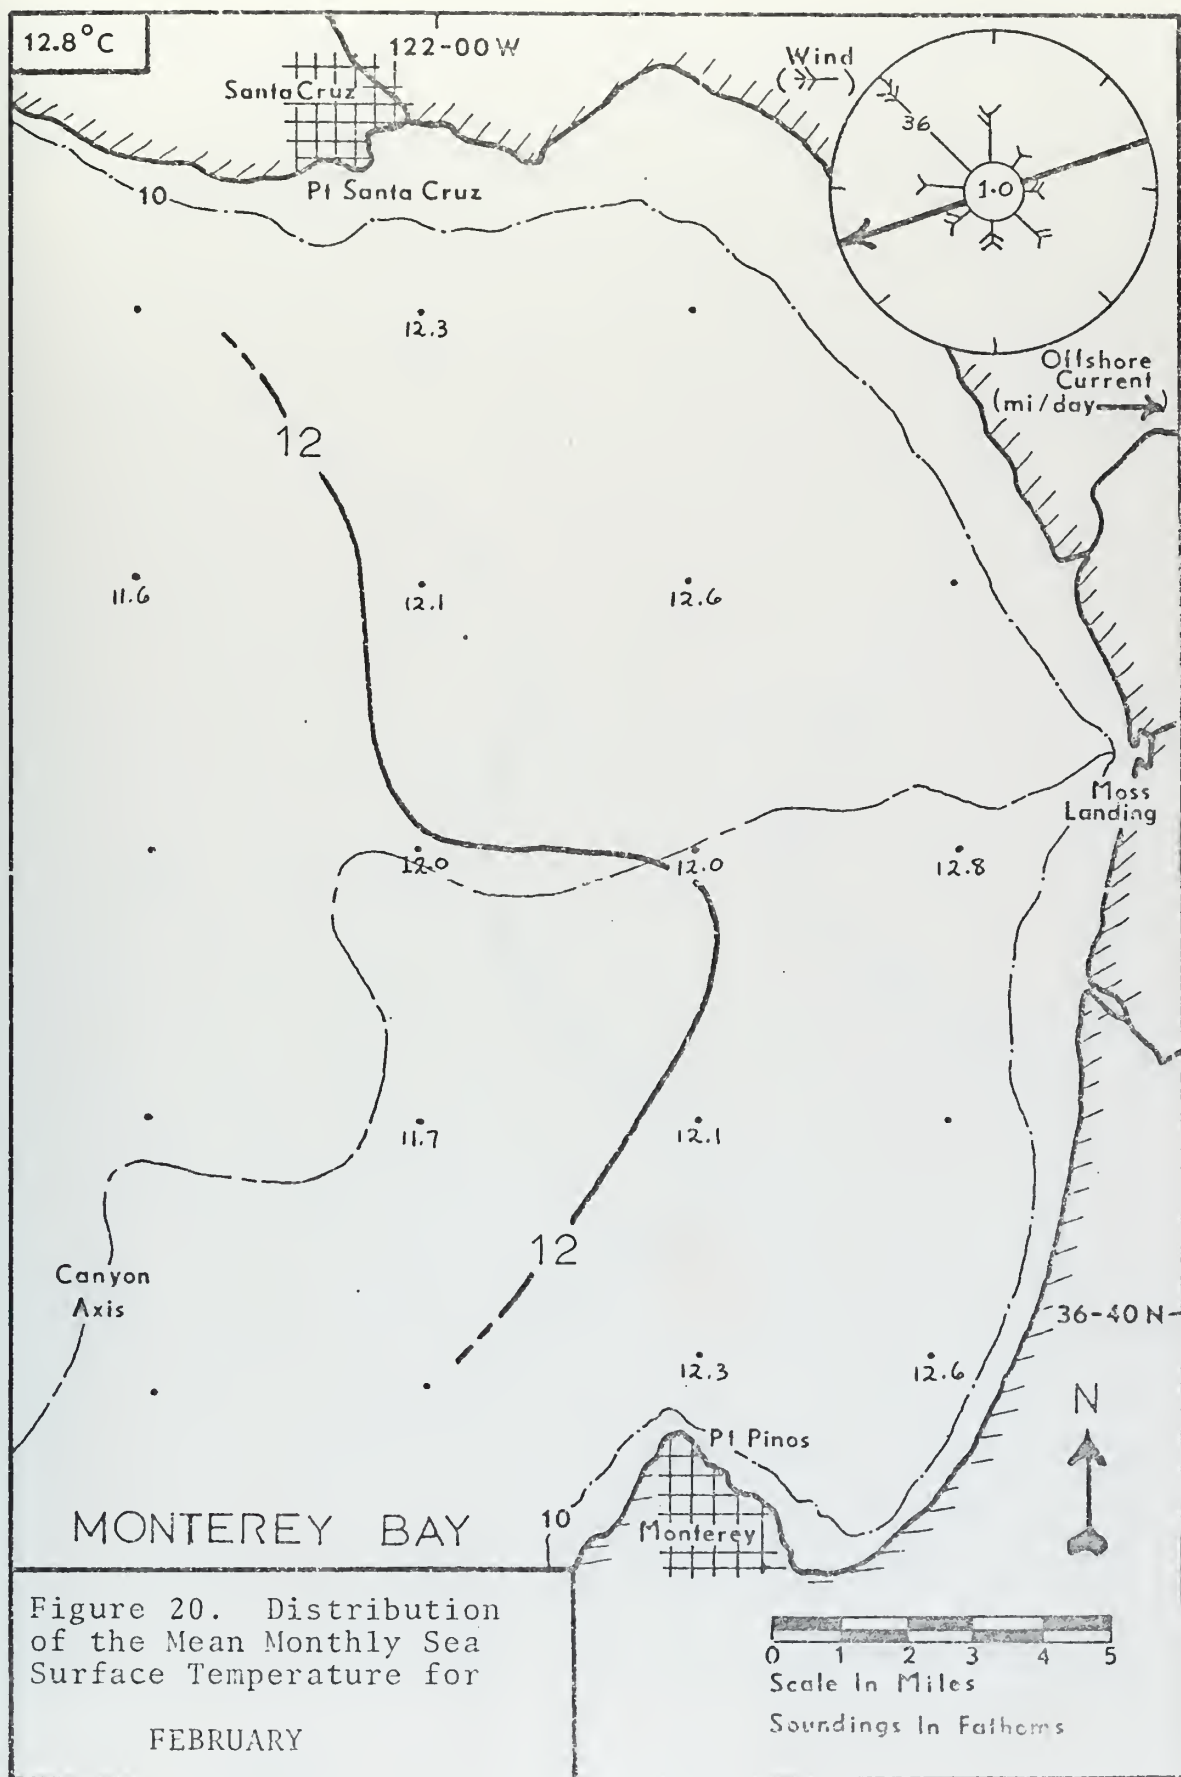 12.8°C
122-00 W
Wind
Santa Cruz
36
1.0
10
Pt Santa Cruz
12.3
Offshore
Current
(mi/day →)
12
11.6
12.1
12.6
Moss
Landing
12.0
12.0
12.8
11.7
12.1
12
Canyon
Axis
36-40 N
12.3
12.6
N
Pt Pinos
MONTEREY BAY
10
Monterey
Figure 20. Distribution
of the Mean Monthly Sea
Surface Temperature for
FEBRUARY
0 1 2 3 4 5
Scale In Miles
Soundings In Fathoms